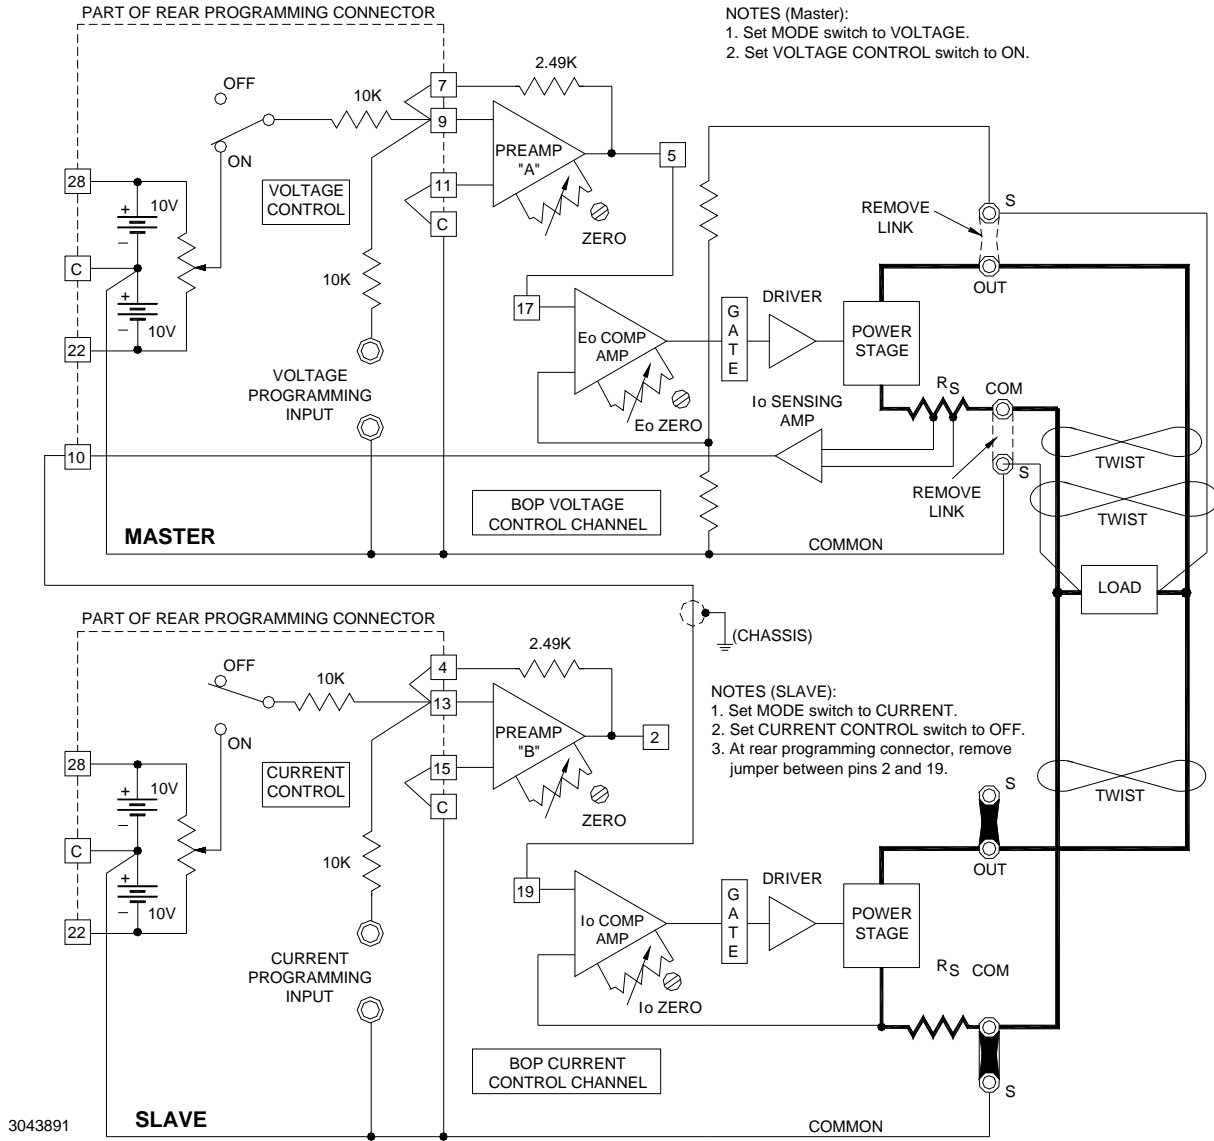 PART OF REAR PROGRAMMING CONNECTOR
NOTES (Master):
1. Set MODE switch to VOLTAGE.
2. Set VOLTAGE CONTROL switch to ON.
2.49K
7
OFF
10K
9
ON
PREAMP
"A"
5
28
10V
VOLTAGE
CONTROL
11
C
ZERO
REMOVE
LINK
S
+
–
C
10K
OUT
+
–
10V
22
17
Eo COMP
AMP
GATE
DRIVER
POWER
STAGE
VOLTAGE
PROGRAMMING
INPUT
RS
COM
Io SENSING
AMP
Eo ZERO
10
TWIST
S
REMOVE
LINK
BOP VOLTAGE
CONTROL CHANNEL
TWIST
MASTER
COMMON
LOAD
PART OF REAR PROGRAMMING CONNECTOR
(CHASSIS)
2.49K
4
OFF
10K
13
NOTES (SLAVE):
1. Set MODE switch to CURRENT.
2. Set CURRENT CONTROL switch to OFF.
3. At rear programming connector, remove
jumper between pins 2 and 19.
ON
PREAMP
"B"
2
28
10V
CURRENT
CONTROL
15
C
ZERO
TWIST
S
+
–
C
10K
OUT
+
–
10V
22
19
Io COMP
AMP
GATE
DRIVER
POWER
STAGE
CURRENT
PROGRAMMING
INPUT
RS
COM
Io ZERO
BOP CURRENT
CONTROL CHANNEL
S
3043891
SLAVE
COMMON